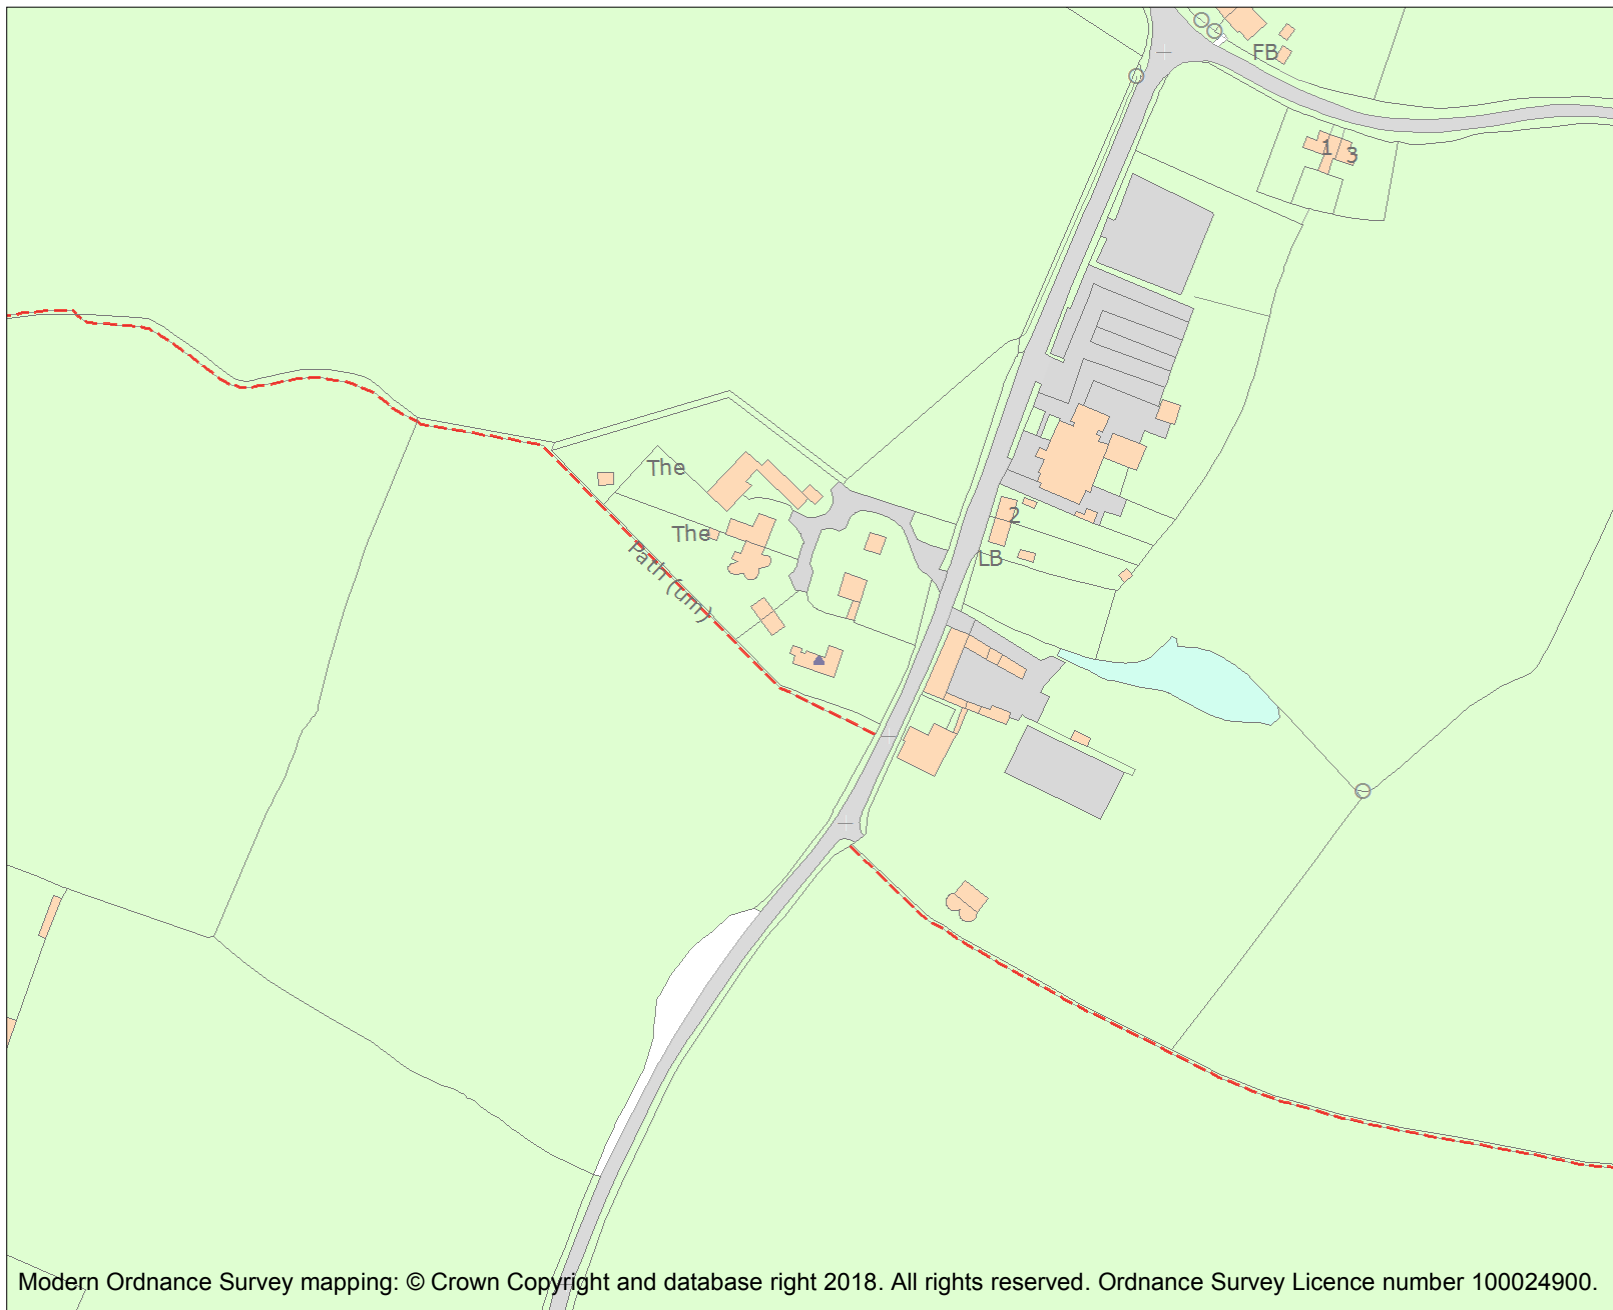 FB
1
3
The
2
The
LB
Path (um)
Modern Ordnance Survey mapping: © Crown Copyright and database right 2018. All rights reserved. Ordnance Survey Licence number 100024900.